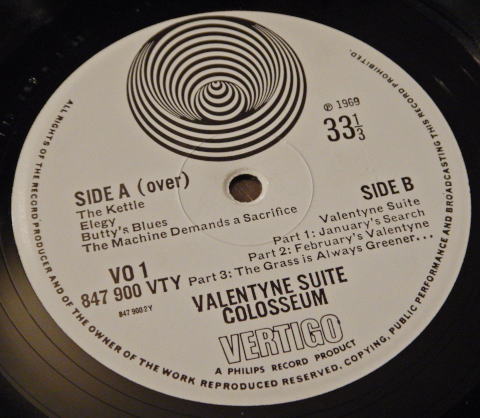 ℗ 1969
33 1/3
SIDE A (over)
The Kettle
Elegy
Butty's Blues
The Machine Demands a Sacrifice
SIDE B
Valentyne Suite
Part 1: January's Search
Part 2: February's Valentyne
Part 3: The Grass is Always Greener...
VO 1
847 900 VTY
847 900 2Y
VALENTYNE SUITE
COLOSSEUM
VERTIGO
A PHILIPS RECORD PRODUCT
ALL RIGHTS OF THE RECORD PRODUCER AND OF THE OWNER OF THE WORK REPRODUCED RESERVED. COPYING, PUBLIC PERFORMANCE AND BROADCASTING THIS RECORD PROHIBITED.